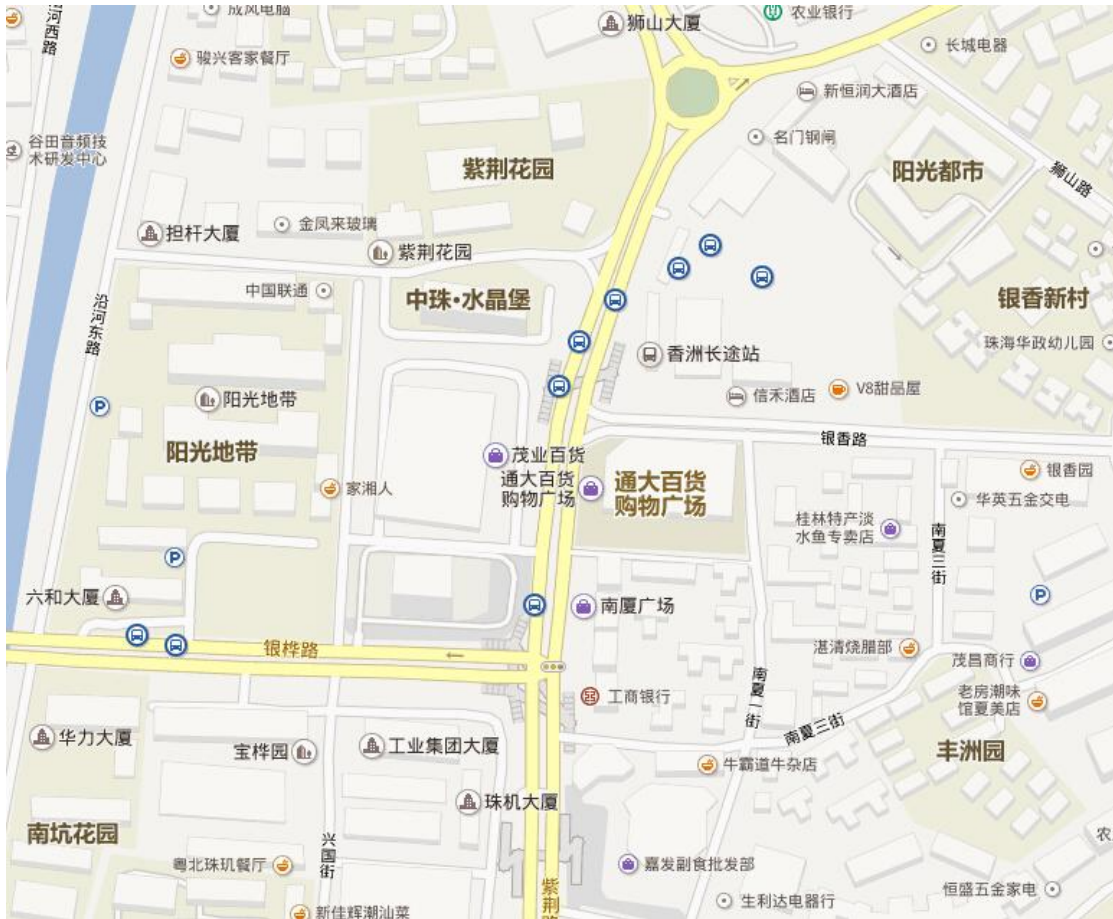 成风电脑
狮山大厦
农业银行
长城电器
沿河西路
骏兴客家餐厅
新恒润大酒店
谷田音频技
术研发中心
名门钢闸
紫荆花园
阳光都市
狮山路
担杆大厦
金凤来玻璃
紫荆花园
中国联通
中珠·水晶堡
银香新村
沿河东路
珠海华政幼儿园
香洲长途站
阳光地带
信禾酒店
V8甜品屋
阳光地带
银香路
茂业百货
通大百货
购物广场
通大百货
购物广场
银香园
家湘人
华英五金交电
桂林特产淡
水鱼专卖店
南夏三街
六和大厦
南厦广场
银桦路
湛清烧腊部
茂昌商行
工商银行
南夏一街
老房潮味
馆夏美店
南夏三街
华力大厦
宝桦园
工业集团大厦
牛霸道牛杂店
丰洲园
珠机大厦
南坑花园
兴国街
粤北珠玑餐厅
嘉发副食批发部
紫荆
恒盛五金家电
生利达电器行
新佳辉潮汕菜